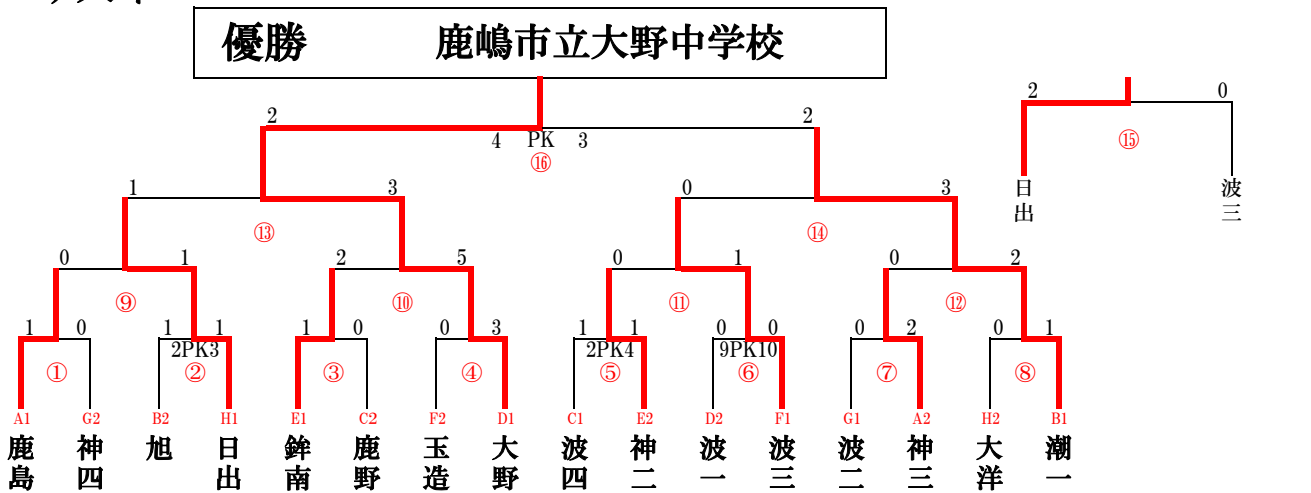 優勝 鹿嶋市立大野中学校
2 0
2 2
4 PK 3
⑮
⑯
日出 波三
1 3 0 3
⑬ ⑭
0 1 2 5 0 1 0 2
⑨ ⑩ ⑪ ⑫
1 0 1 1 1 0 0 3 1 1 0 0 0 2 0 1
2PK3 2PK4 9PK10
① ② ③ ④ ⑤ ⑥ ⑦ ⑧
A1 G2 B2 H1 E1 C2 F2 D1 C1 E2 D2 F1 G1 A2 H2 B1
鹿島 神四 旭 日出 鉾南 鹿野 玉造 大野 波四 神二 波一 波三 波二 神三 大洋 潮一